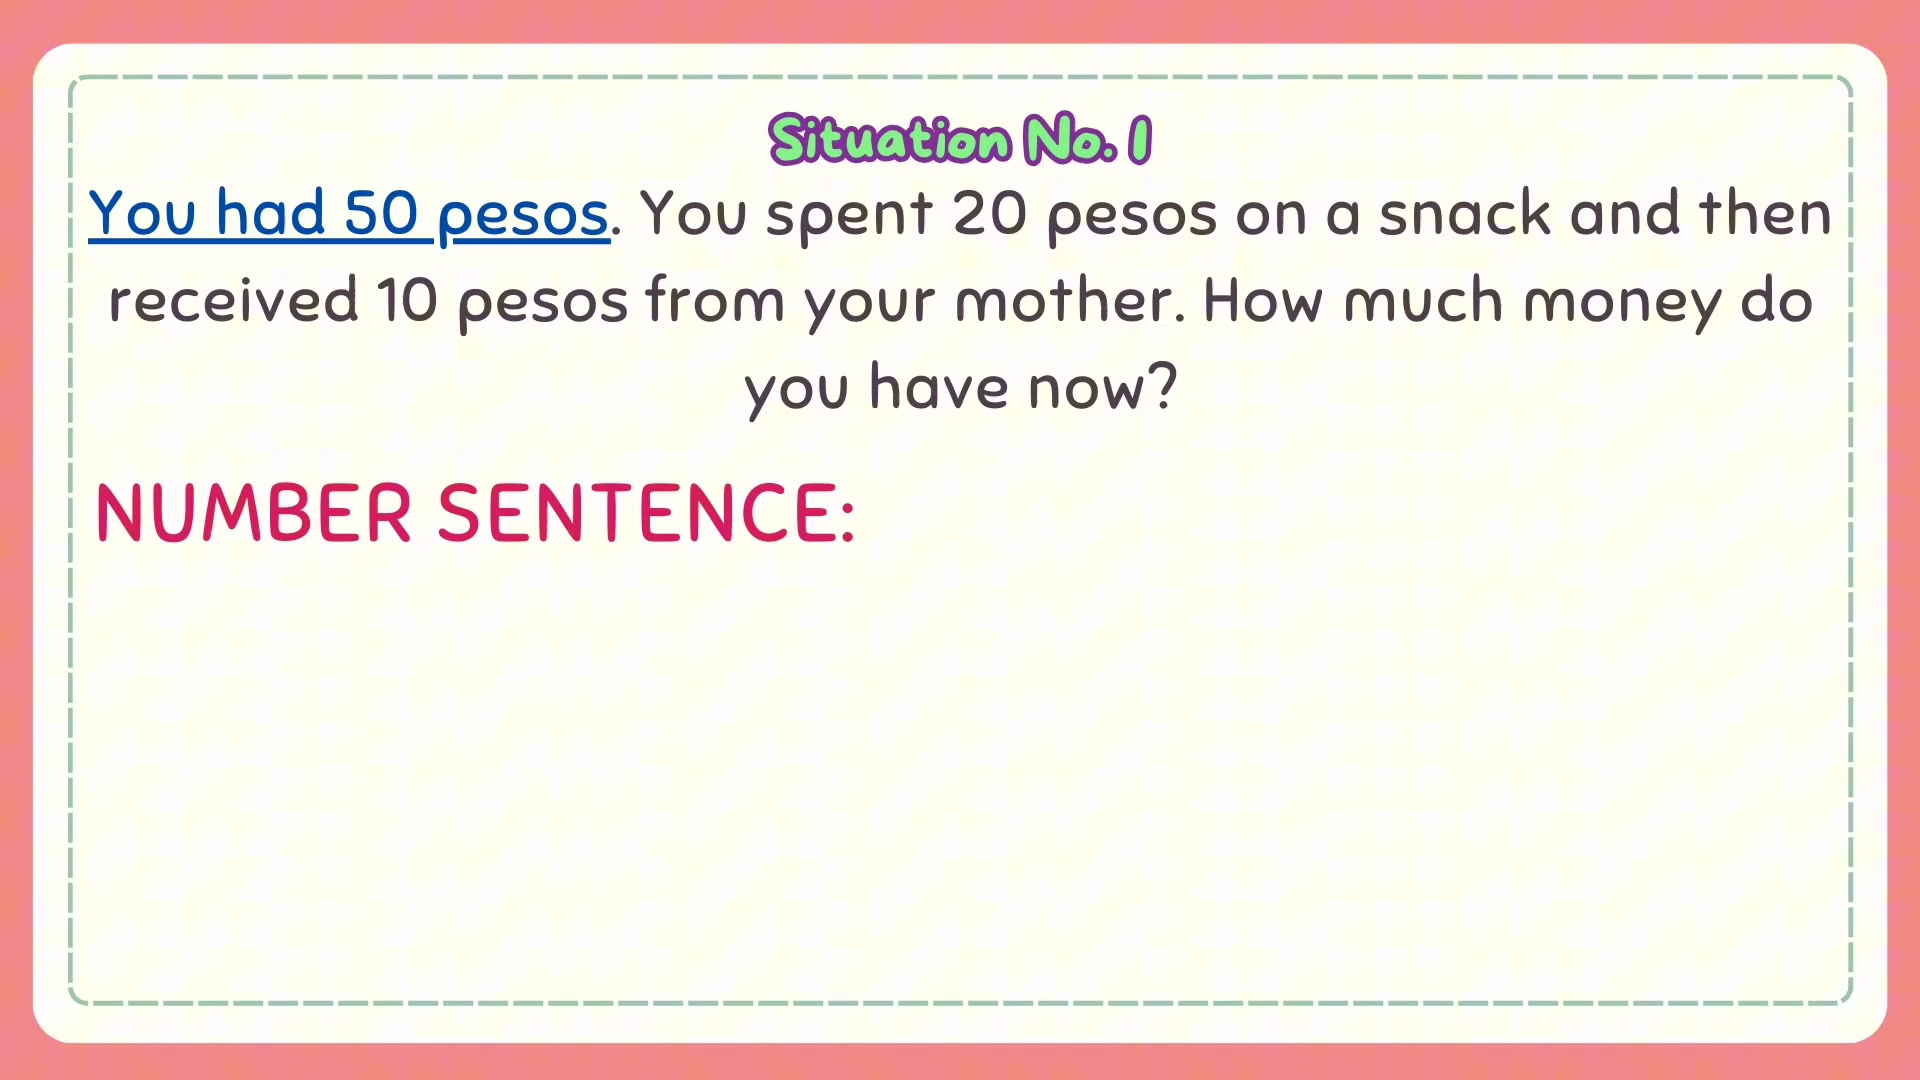 Situation No. 1
You had 50 pesos. You spent 20 pesos on a snack and then
received 10 pesos from your mother. How much money do
you have now?
NUMBER SENTENCE: